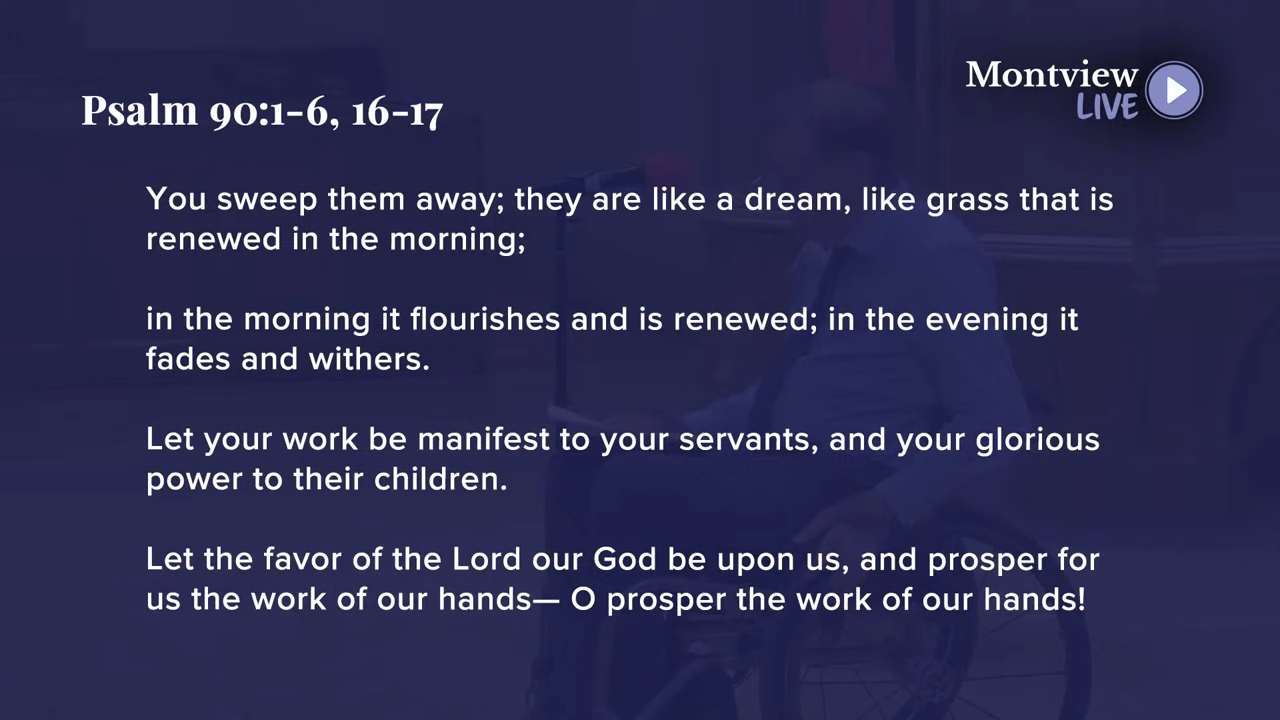 Montview
LIVE
Psalm 90:1-6, 16-17
You sweep them away; they are like a dream, like grass that is
renewed in the morning;
in the morning it flourishes and is renewed; in the evening it
fades and withers.
Let your work be manifest to your servants, and your glorious
power to their children.
Let the favor of the Lord our God be upon us, and prosper for
us the work of our hands— O prosper the work of our hands!